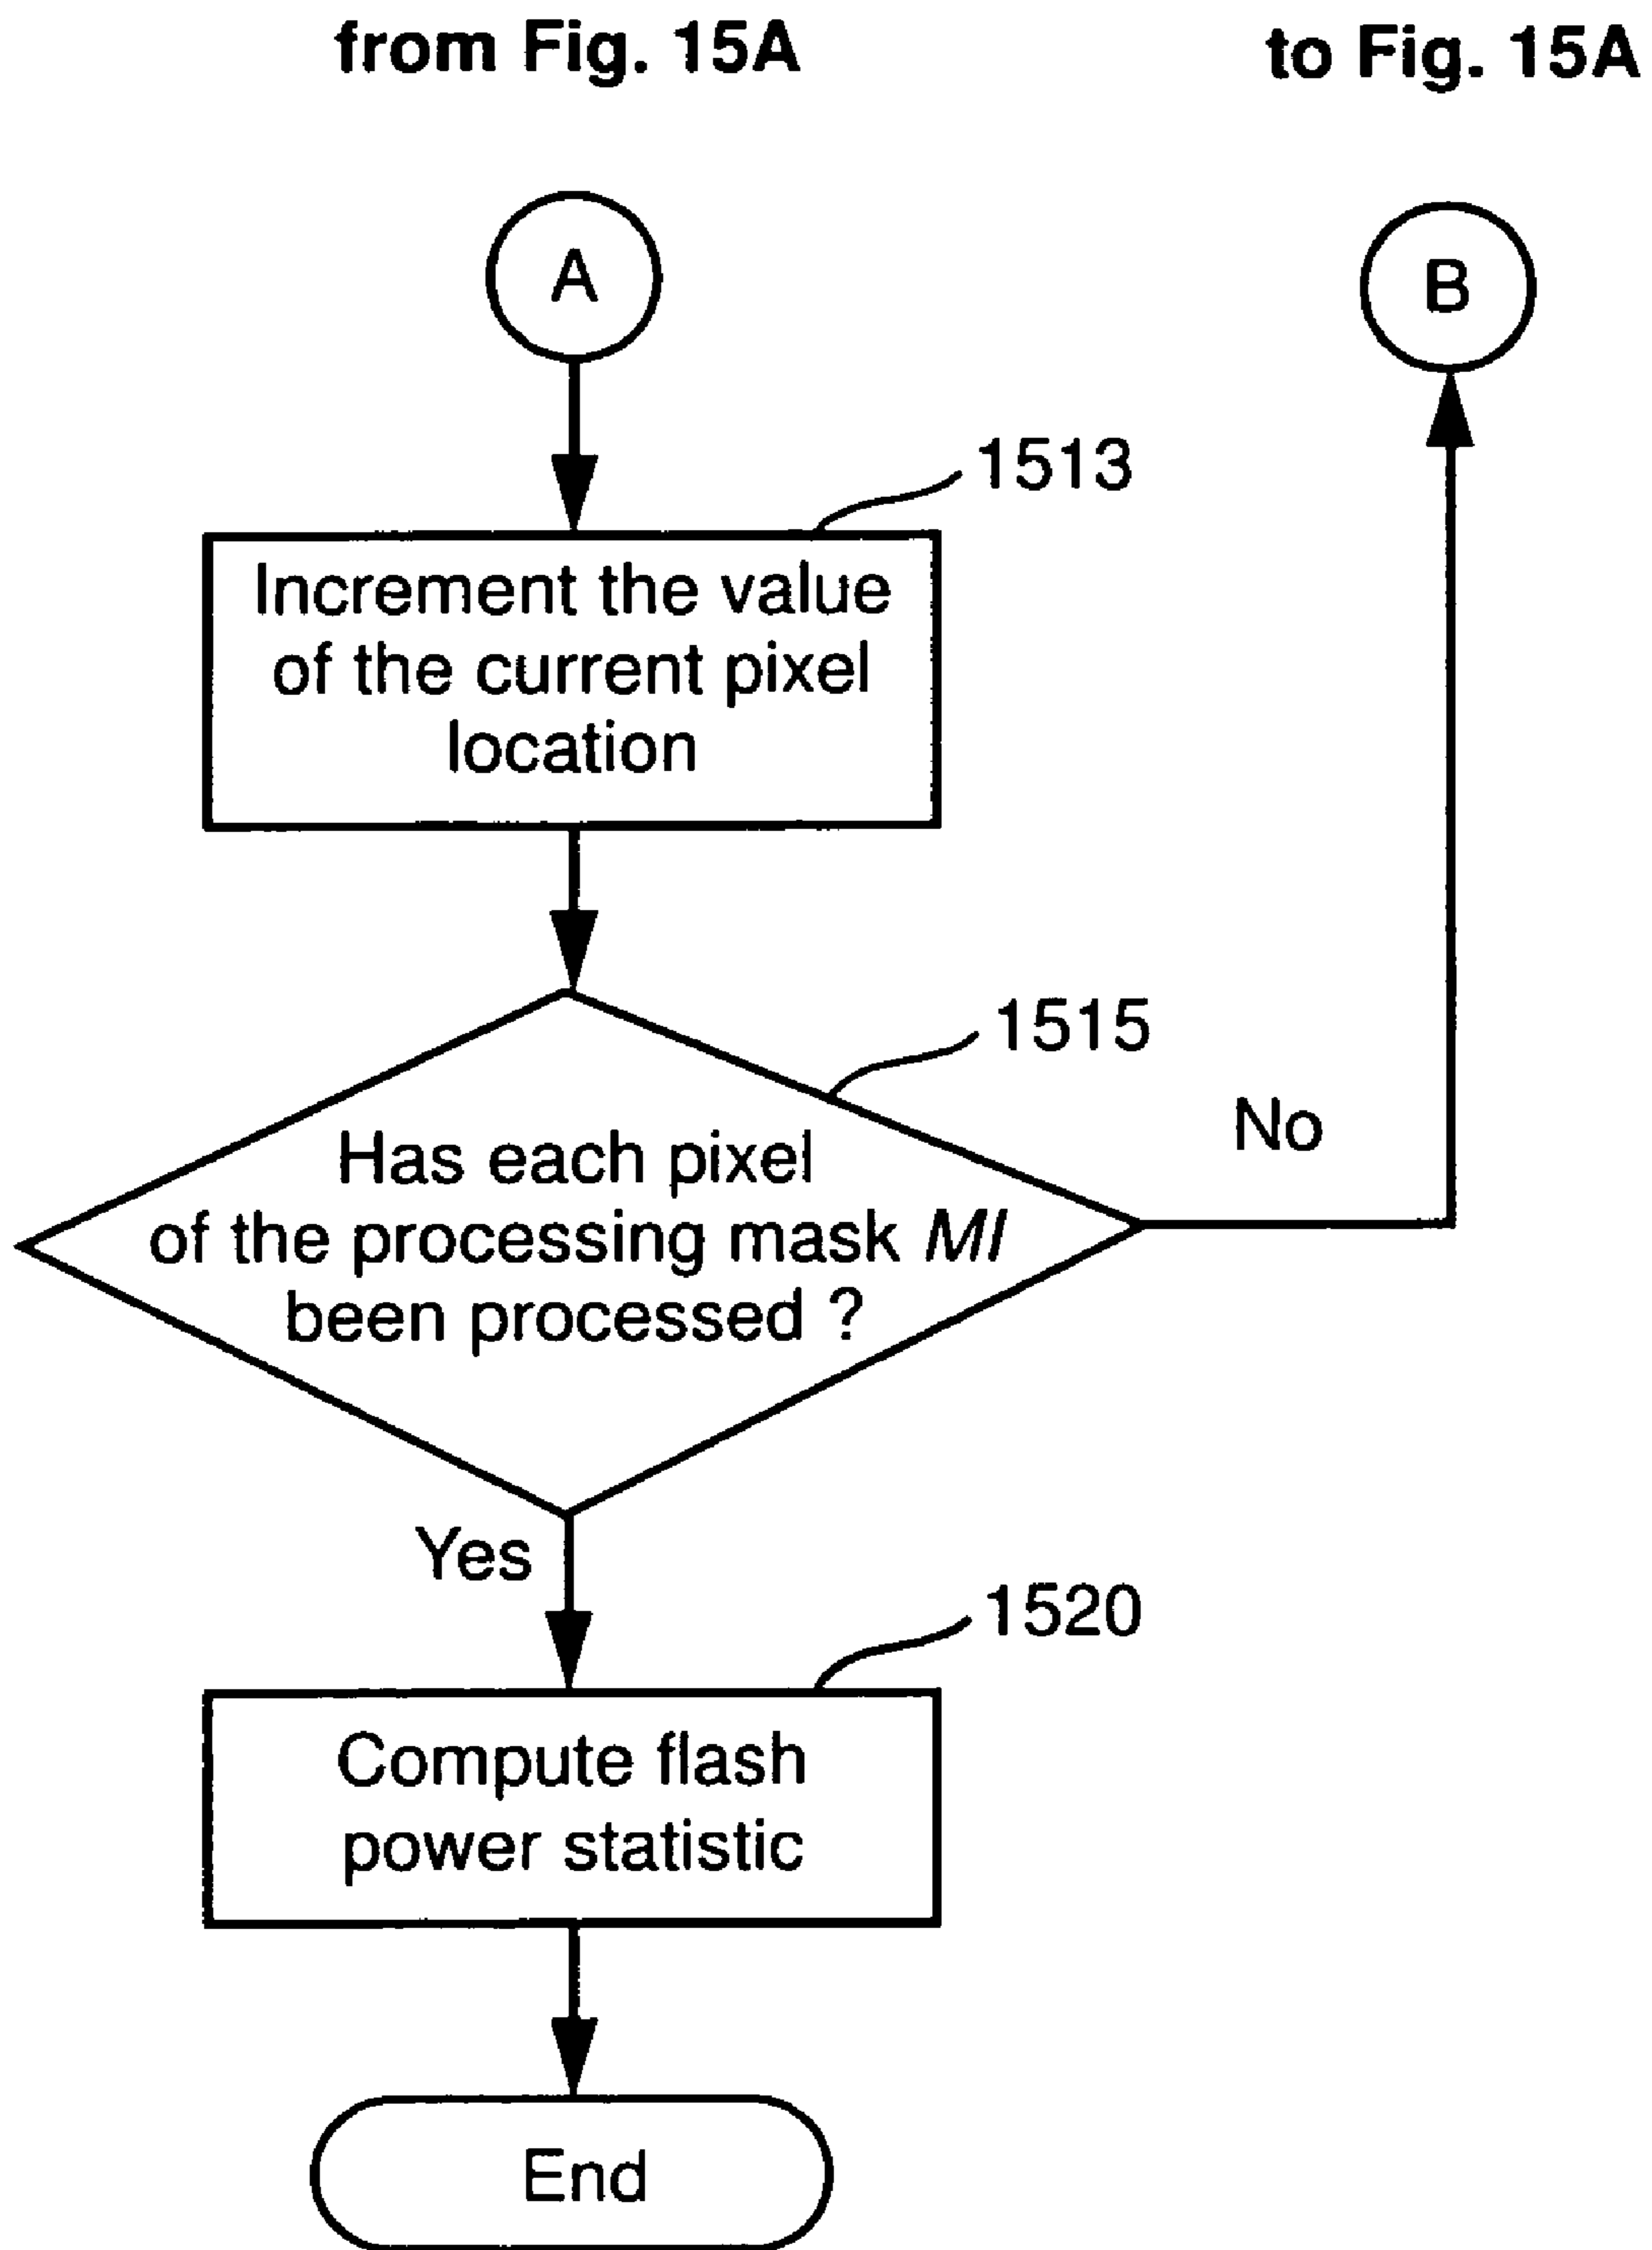 from Fig. 15A
to Fig. 15A
A
B
1513
Increment the value
of the current pixel
location
1515
Has each pixel
of the processing mask MI
been processed ?
No
Yes
1520
Compute flash
power statistic
End